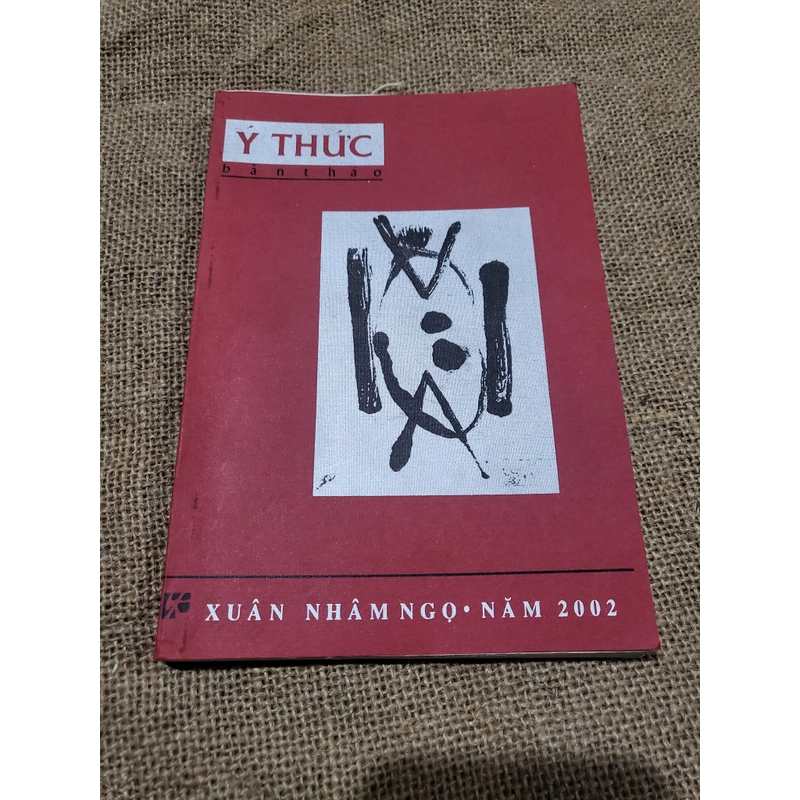 Ý THỨC
bản thảo
XUÂN NHÂM NGỌ • NĂM 2002